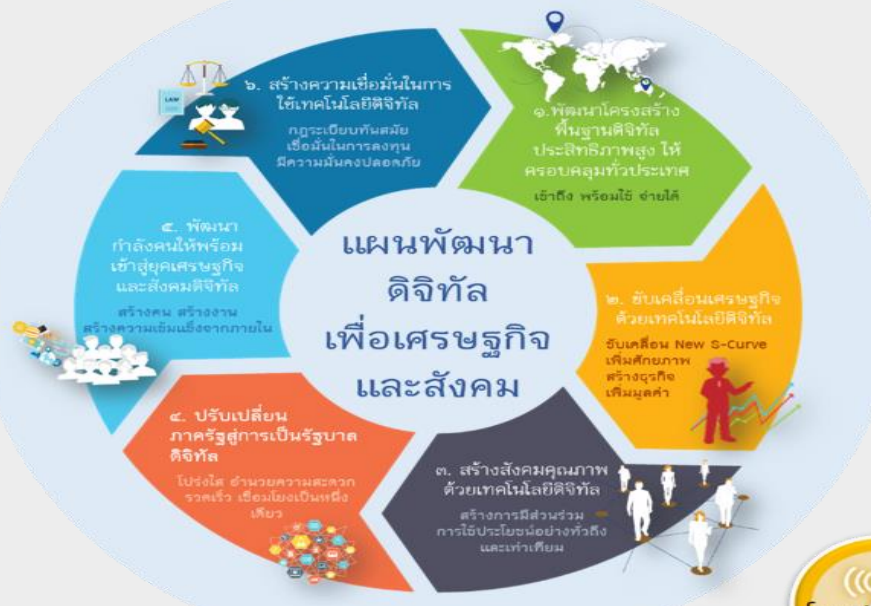 แผนพัฒนา
ดิจิทัล
เพื่อเศรษฐกิจ
และสังคม
๑.พัฒนาโครงสร้าง
พื้นฐานดิจิทัล
ประสิทธิภาพสูง ให้
ครอบคลุมทั่วประเทศ
เข้าถึง พร้อมใช้ จ่ายได้
๒. ขับเคลื่อนเศรษฐกิจ
ด้วยเทคโนโลยีดิจิทัล
ขับเคลื่อน New S-Curve
เพิ่มศักยภาพ
สร้างธุรกิจ
เพิ่มมูลค่า
๓. สร้างสังคมคุณภาพ
ด้วยเทคโนโลยีดิจิทัล
สร้างการมีส่วนร่วม
การใช้ประโยชน์อย่างทั่วถึง
และเท่าเทียม
๔. ปรับเปลี่ยน
ภาครัฐสู่การเป็นรัฐบาล
ดิจิทัล
โปร่งใส อำนวยความสะดวก
รวดเร็ว เชื่อมโยงเป็นหนึ่ง
เดียว
๕. พัฒนา
กำลังคนให้พร้อม
เข้าสู่ยุคเศรษฐกิจ
และสังคมดิจิทัล
สร้างคน สร้างงาน
สร้างความเข้มแข็งจากภายใน
๖. สร้างความเชื่อมั่นในการ
ใช้เทคโนโลยีดิจิทัล
กฎระเบียบทันสมัย
เชื่อมั่นในการลงทุน
มีความมั่นคงปลอดภัย
LAW